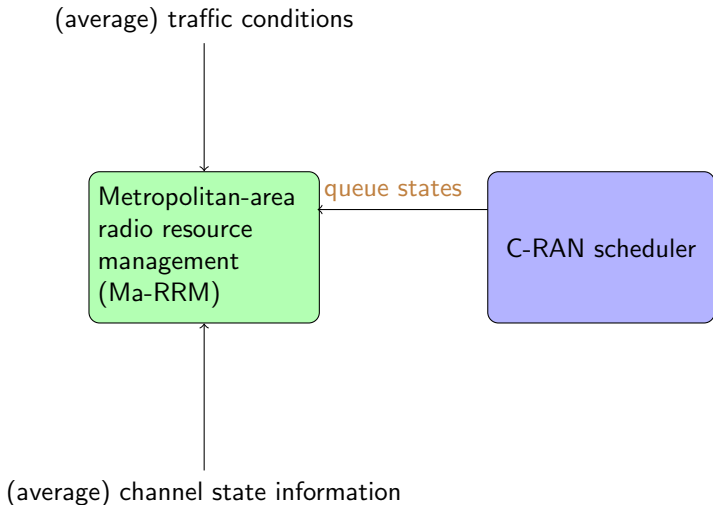 (average) traffic conditions
queue states
Metropolitan-area
radio resource
management
(Ma-RRM)
C-RAN scheduler
(average) channel state information